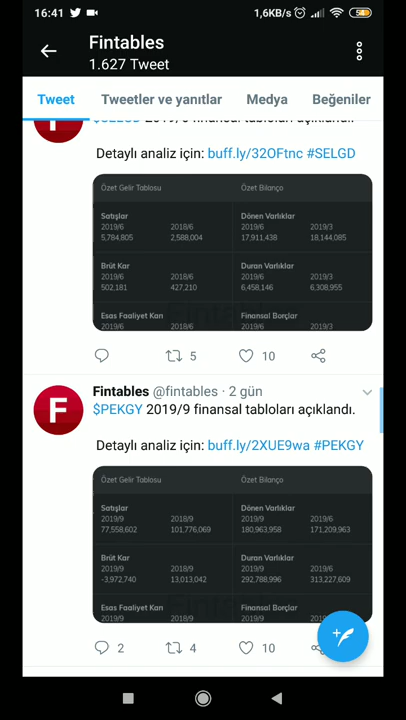 16:41
1,6KB/s
54
Fintables
1.627 Tweet
Tweet Tweetler ve yanıtlar Medya Beğeniler
$SELGD 2019/6 finansal tabloları açıklandı.
Detaylı analiz için: buff.ly/32OFtnc #SELGD
Özet Gelir Tablosu Özet Bilanço
Satışlar Dönen Varlıklar
2019/6 2018/6 2019/6 2019/3
5,784,805 2,588,004 17,911,438 18,144,085
Brüt Kar Duran Varlıklar
2019/6 2018/6 2019/6 2019/3
502,181 427,210 6,458,146 6,308,955
Esas Faaliyet Karı Finansal Borçlar
2019/6 2018/6 2019/6 2019/3
5 10
F Fintables @fintables · 2 gün
$PEKGY 2019/9 finansal tabloları açıklandı.
Detaylı analiz için: buff.ly/2XUE9wa #PEKGY
Özet Gelir Tablosu Özet Bilanço
Satışlar Dönen Varlıklar
2019/9 2018/9 2019/9 2019/6
77,558,602 101,776,069 180,963,958 171,209,963
Brüt Kar Duran Varlıklar
2019/9 2018/9 2019/9 2019/6
-3,972,740 13,013,042 292,788,996 313,227,609
Esas Faaliyet Karı Finansal Borçlar
2019/9 2018/9 2019/9 2019/6
2 4 10